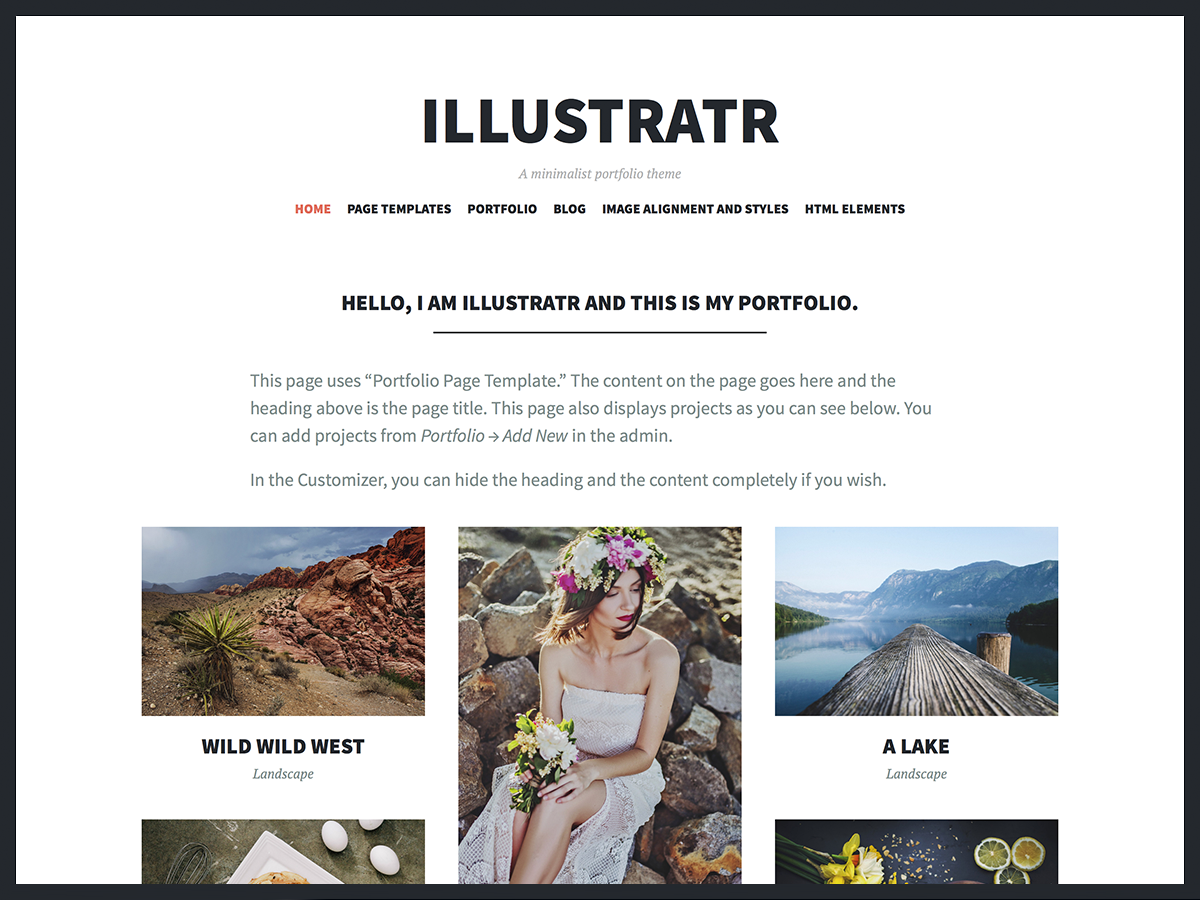 ILLUSTRATR
A minimalist portfolio theme
HOME PAGE TEMPLATES PORTFOLIO BLOG IMAGE ALIGNMENT AND STYLES HTML ELEMENTS
HELLO, I AM ILLUSTRATR AND THIS IS MY PORTFOLIO.
This page uses “Portfolio Page Template.” The content on the page goes here and the
heading above is the page title. This page also displays projects as you can see below. You
can add projects from Portfolio → Add New in the admin.
In the Customizer, you can hide the heading and the content completely if you wish.
WILD WILD WEST
Landscape
A LAKE
Landscape